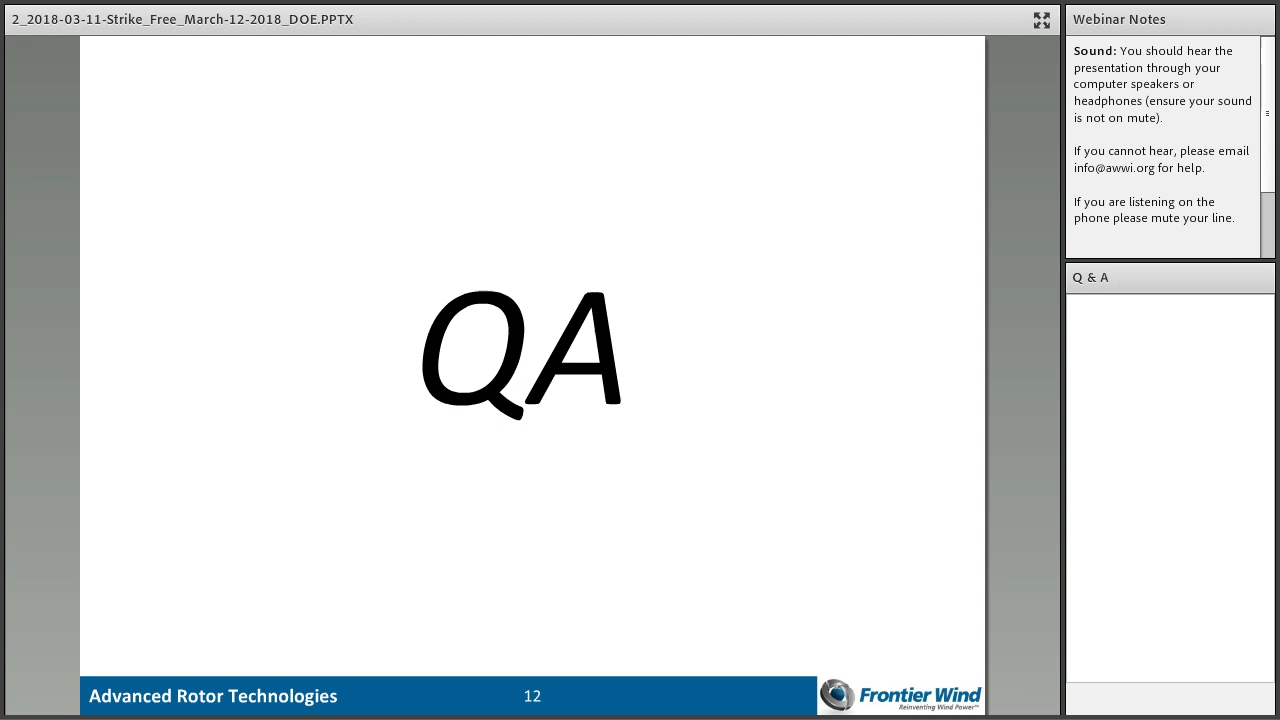 2_2018-03-11-Strike_Free_March-12-2018_DOE.PPTX
QA
Advanced Rotor Technologies
12
Frontier Wind
Reinventing Wind Power™
Webinar Notes
Sound: You should hear the
presentation through your
computer speakers or
headphones (ensure your sound
is not on mute).
If you cannot hear, please email
info@awwi.org for help.
If you are listening on the
phone please mute your line.
Q & A